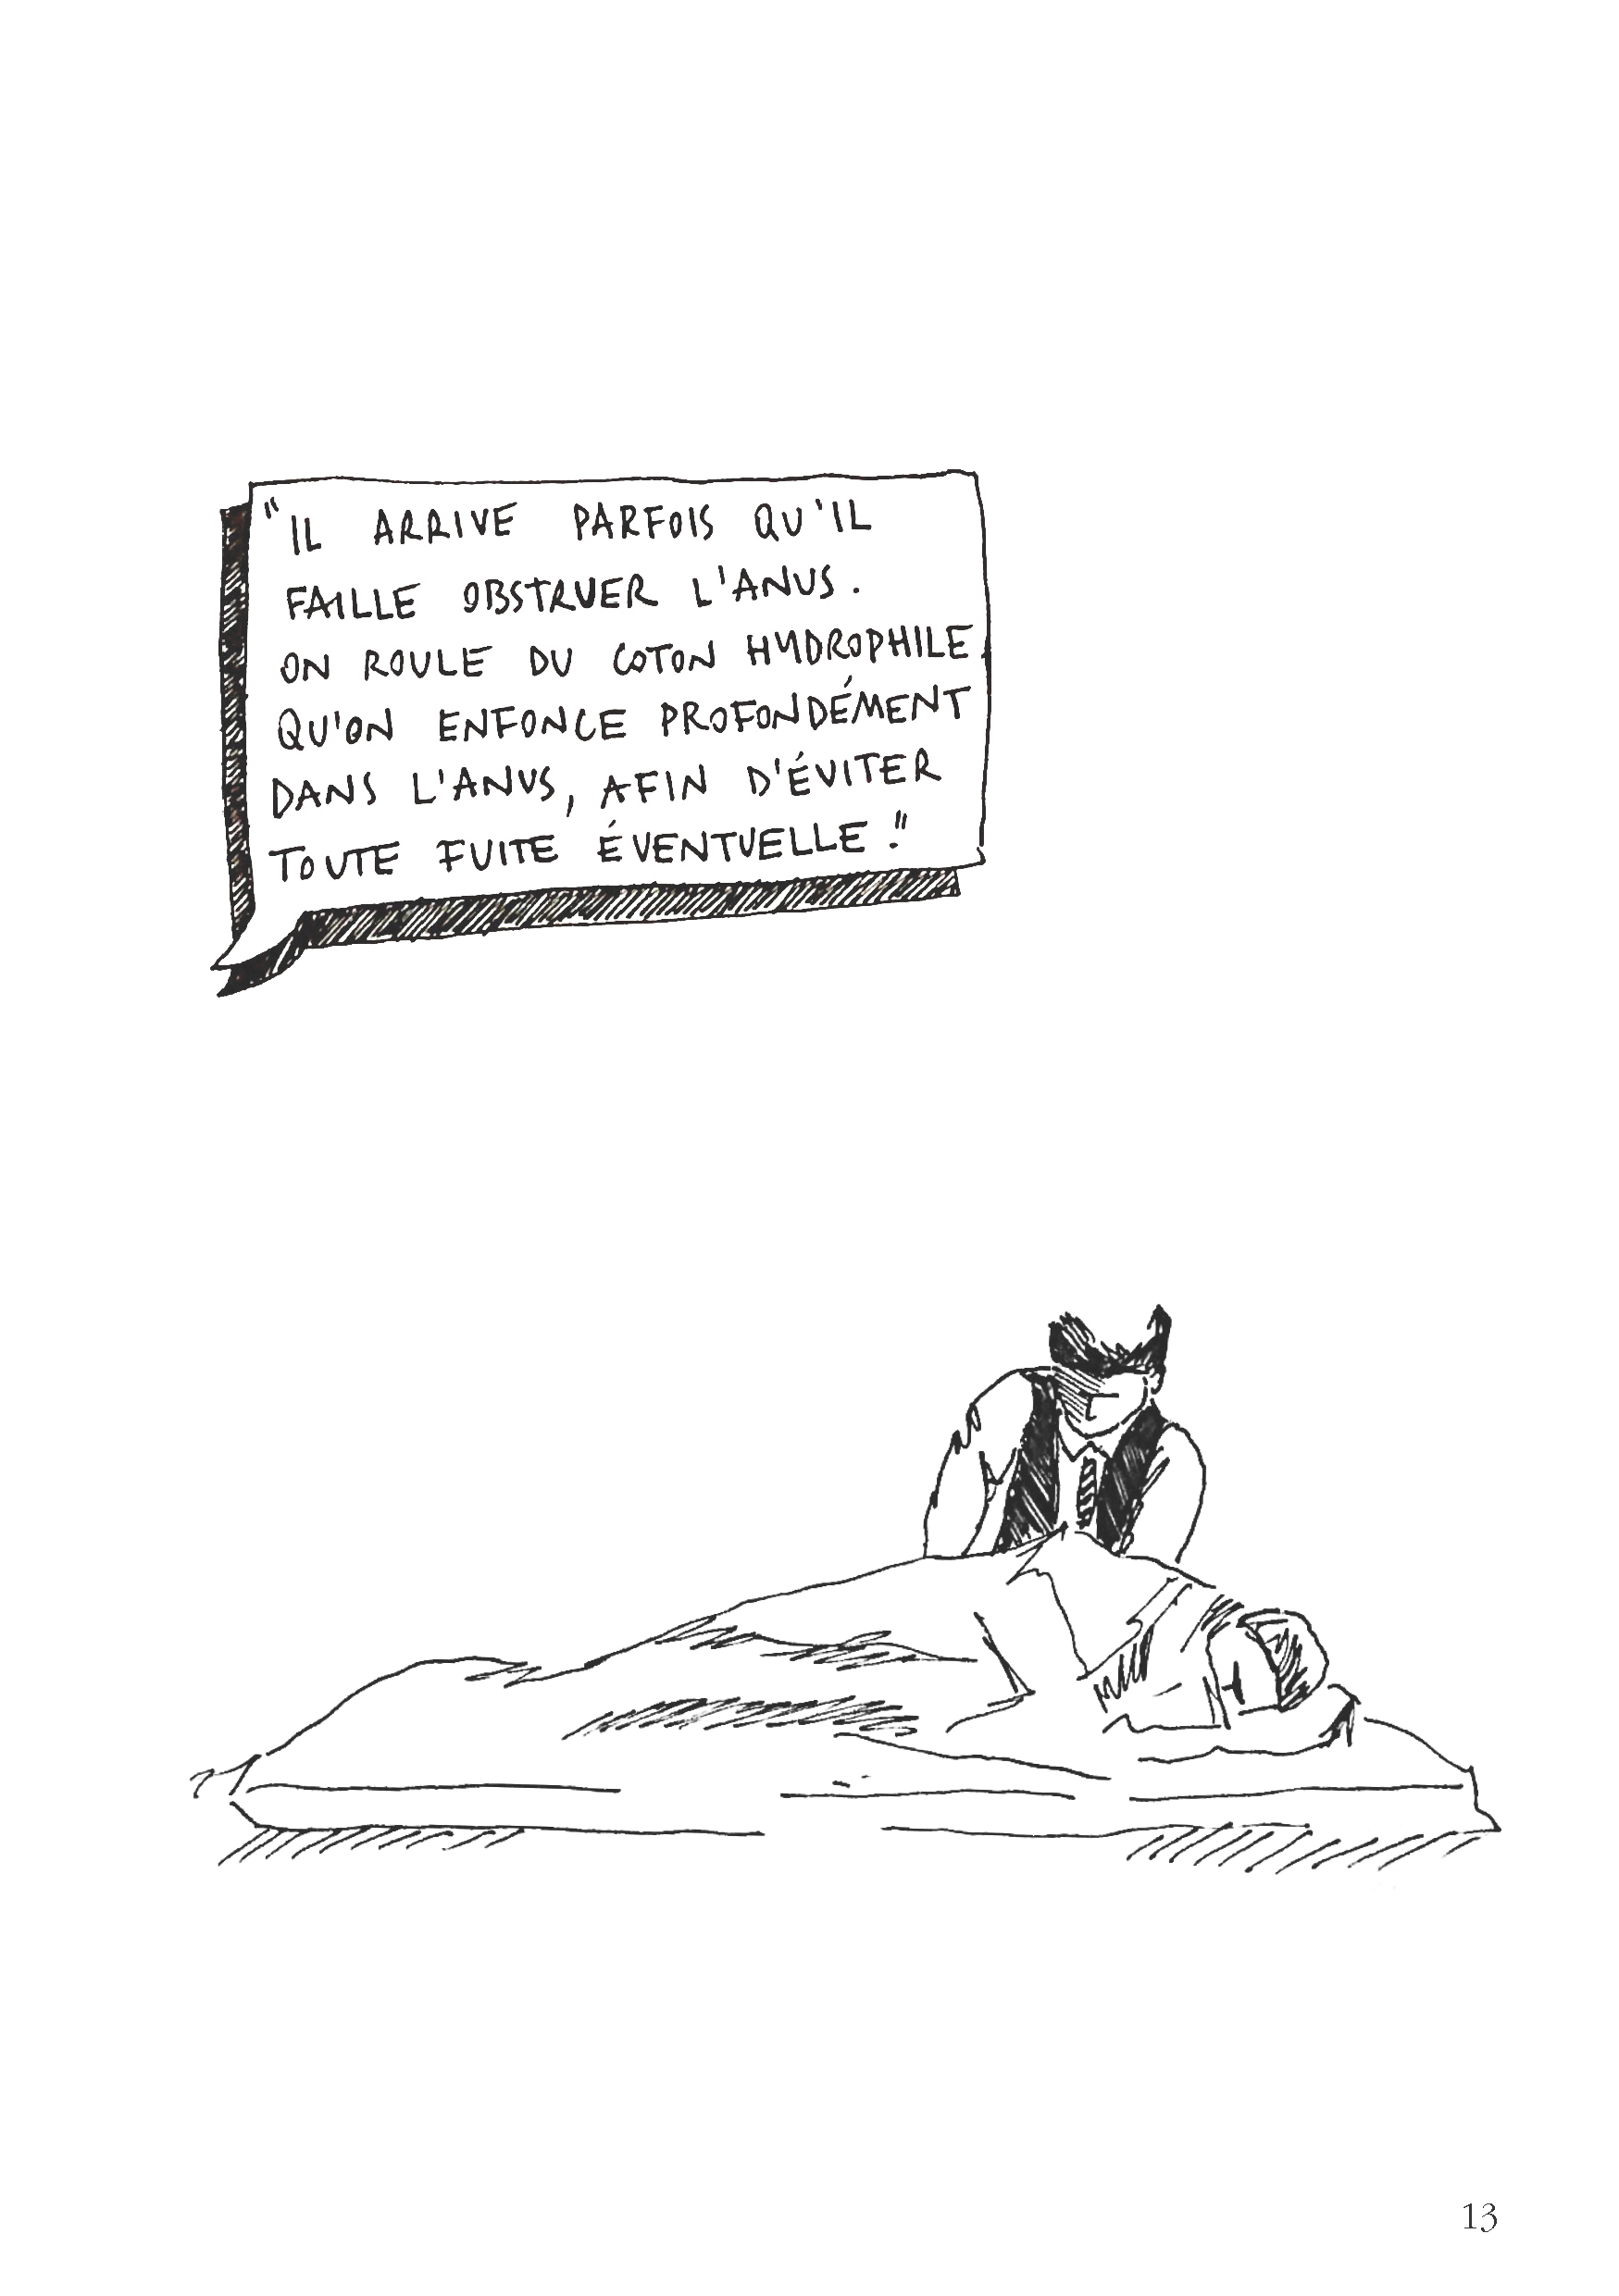 "IL ARRIVE PARFOIS QU'IL
FAILLE OBSTRUER L'ANUS.
ON ROULE DU COTON HYDROPHILE
QU'ON ENFONCE PROFONDÉMENT
DANS L'ANUS, AFIN D'ÉVITER
TOUTE FUITE ÉVENTUELLE."
13